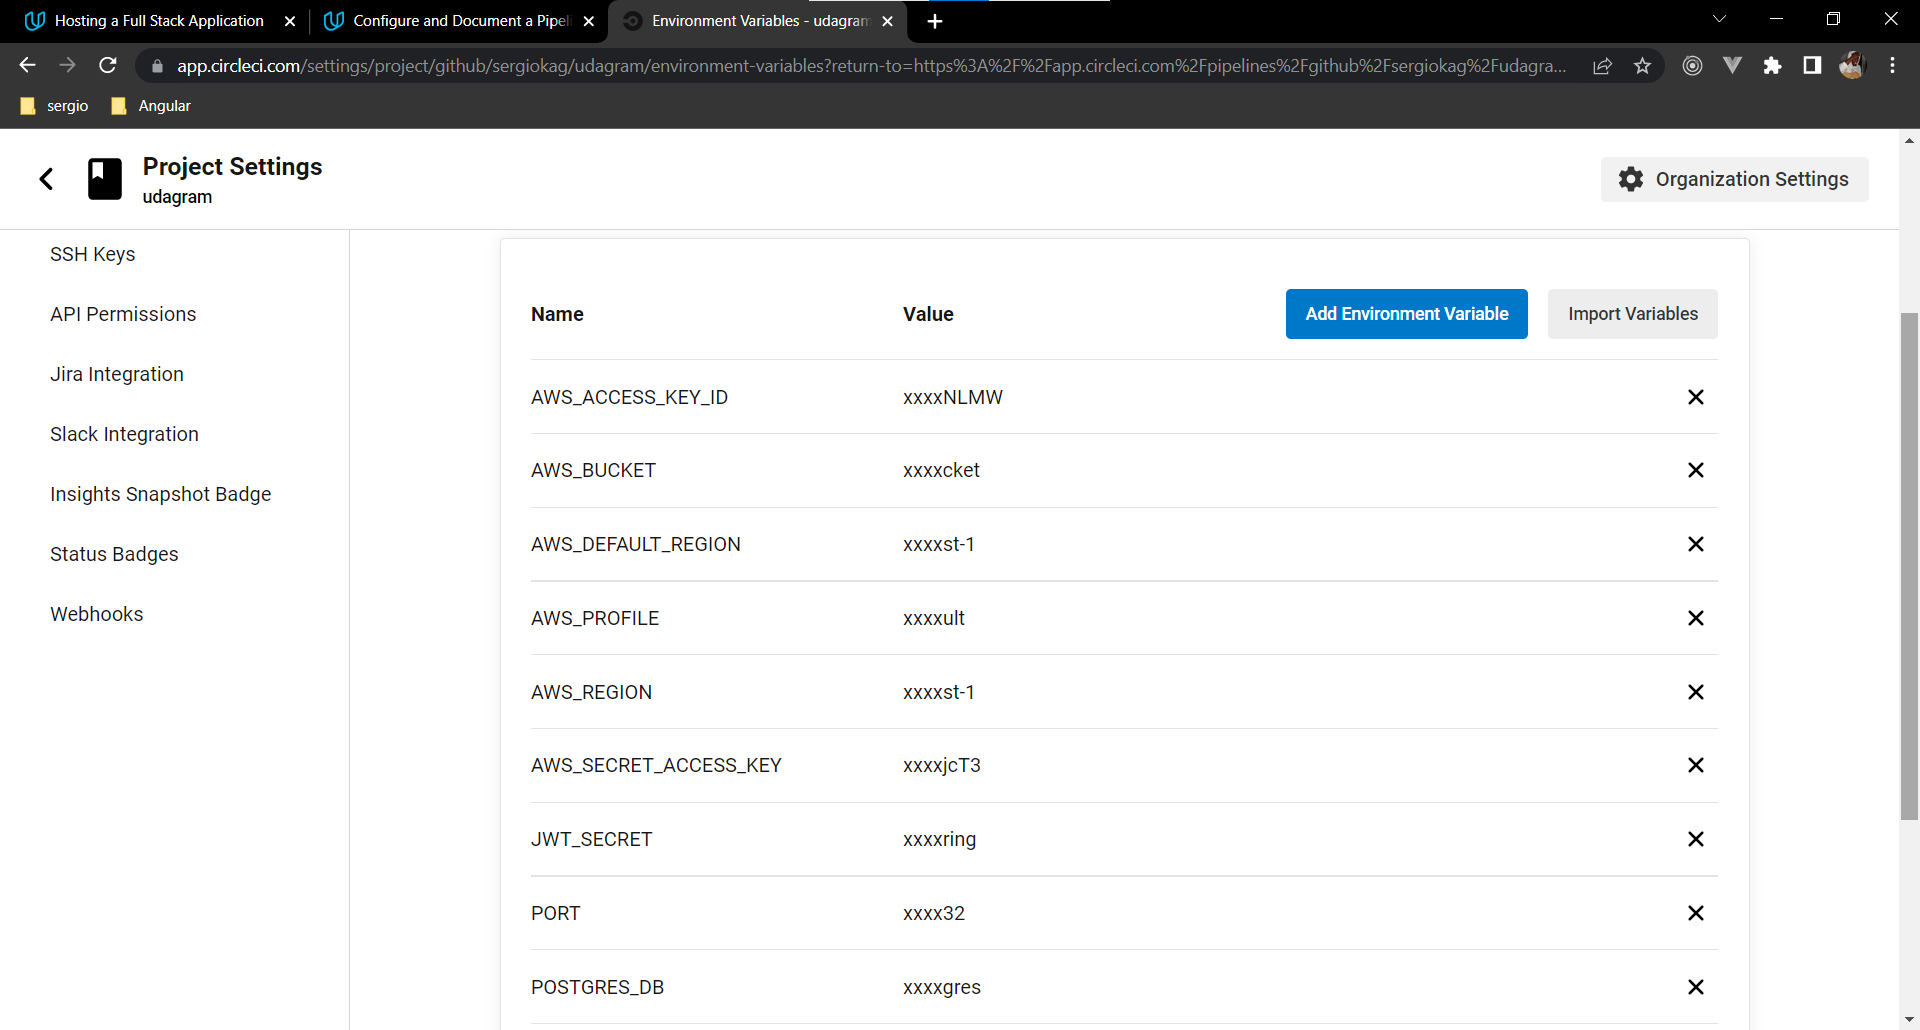 Hosting a Full Stack Application
Configure and Document a Pipeli
Environment Variables - udagram
app.circleci.com/settings/project/github/sergiokag/udagram/environment-variables?return-to=https%3A%2F%2Fapp.circleci.com%2Fpipelines%2Fgithub%2Fsergiokag%2Fudagra...
sergio
Angular
Project Settings
udagram
Organization Settings
SSH Keys
API Permissions
Jira Integration
Slack Integration
Insights Snapshot Badge
Status Badges
Webhooks
Name Value Add Environment Variable Import Variables
AWS_ACCESS_KEY_ID xxxxNLMW
AWS_BUCKET xxxxcket
AWS_DEFAULT_REGION xxxxst-1
AWS_PROFILE xxxxult
AWS_REGION xxxxst-1
AWS_SECRET_ACCESS_KEY xxxxjcT3
JWT_SECRET xxxxring
PORT xxxx32
POSTGRES_DB xxxxgres